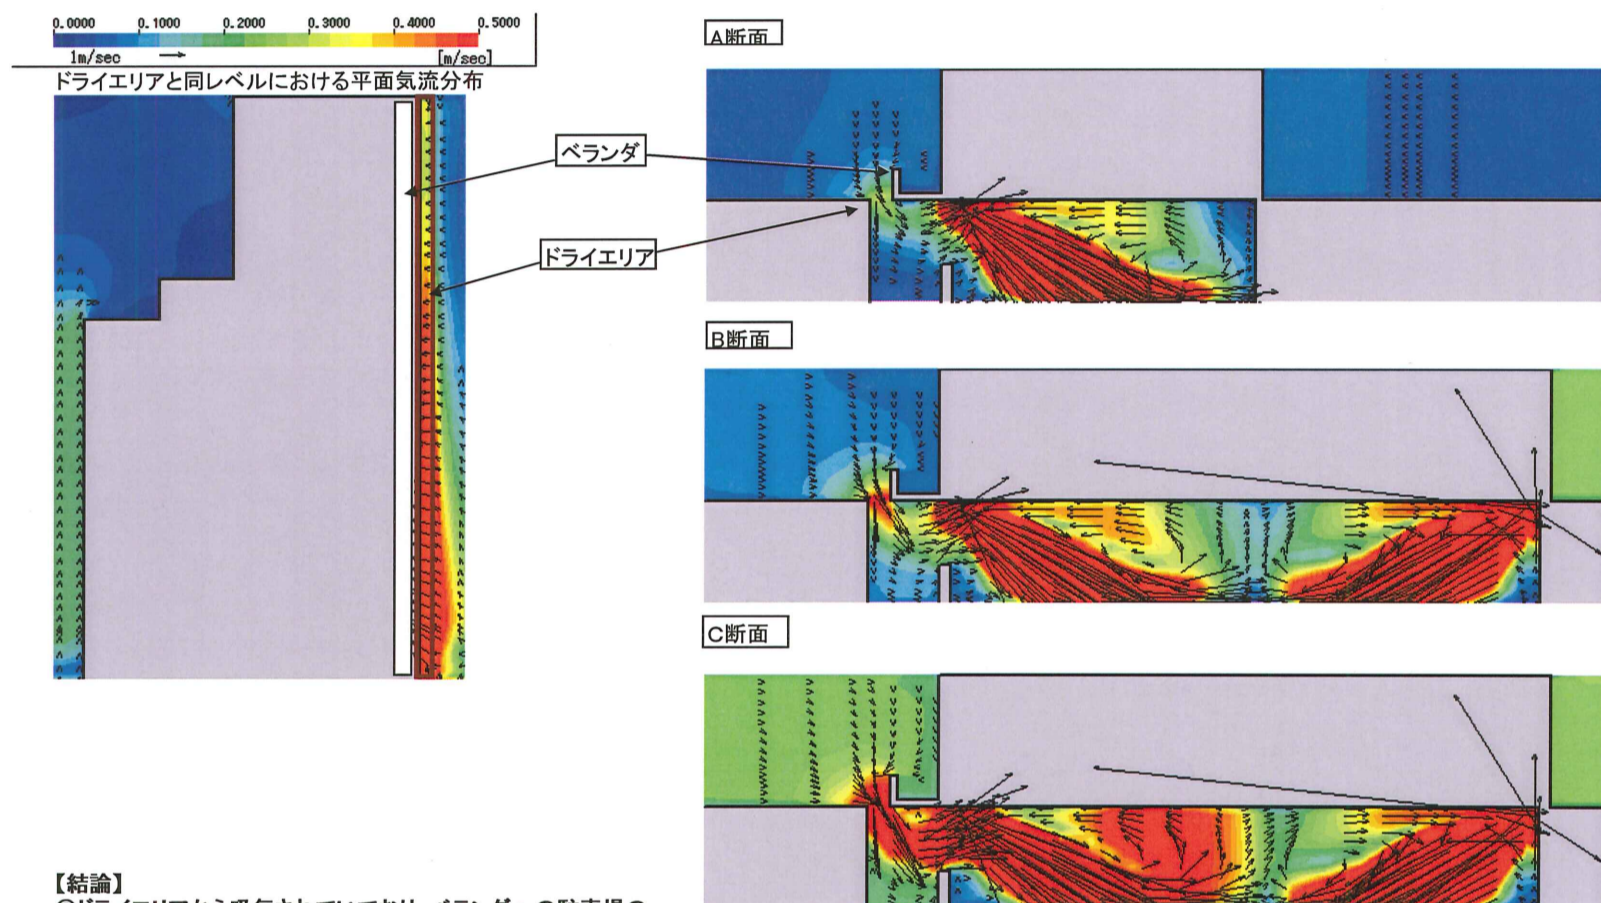 0.0000 0.1000 0.2000 0.3000 0.4000 0.5000
1m/sec [m/sec]
ドライエリアと同レベルにおける平面気流分布
ベランダ
ドライエリア
A断面
B断面
C断面
【結論】